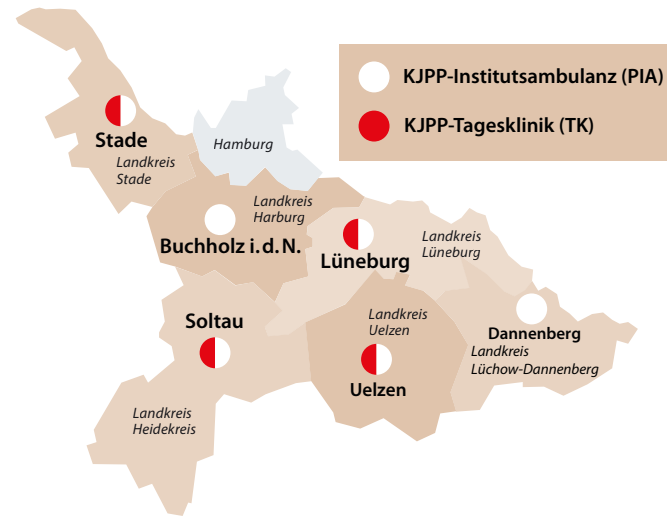 KJPP-Institutsambulanz (PIA)
KJPP-Tagesklinik (TK)
Stade
Landkreis
Stade
Hamburg
Landkreis
Harburg
Buchholz i.d.N.
Lüneburg
Landkreis
Lüneburg
Soltau
Landkreis
Uelzen
Dannenberg
Landkreis
Lüchow-Dannenberg
Uelzen
Landkreis
Heidekreis